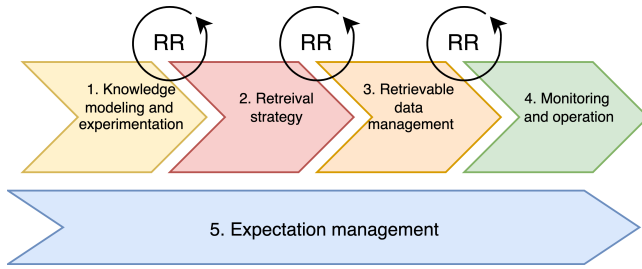 RR
RR
RR
1. Knowledge
modeling and
experimentation
2. Retreival
strategy
3. Retrievable
data
management
4. Monitoring
and operation
5. Expectation management